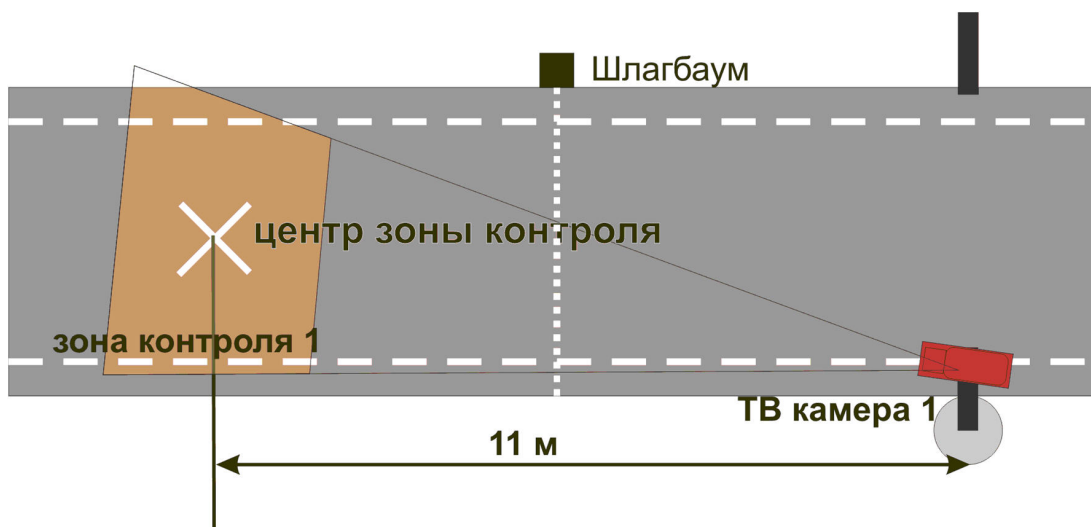 Шлагбаум
центр зоны контроля
зона контроля 1
ТВ камера 1
11 м